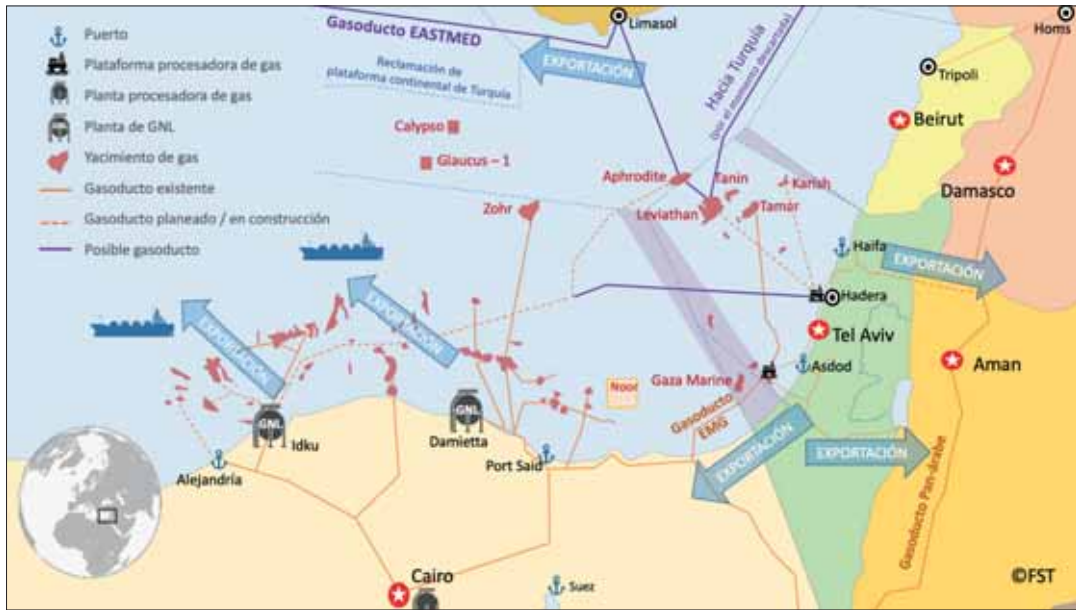 Puerto
Plataforma procesadora de gas
Planta procesadora de gas
Planta de GNL
Yacimiento de gas
Gasoducto existente
Gasoducto planeado / en construcción
Posible gasoducto
Gasoducto EASTMED
Reclamación de
plataforma continental de Turquía
EXPORTACIÓN
Limasol
Hacia Turquía
(por el momento descartada)
Homs
Tripoli
Beirut
Damasco
Calypso
Glaucus – 1
Aphrodite
Tanin
Karish
Zohr
Leviathan
Tamar
Haifa
EXPORTACIÓN
Hadera
EXPORTACIÓN
EXPORTACIÓN
Tel Aviv
Aman
Asdod
Gaza Marine
Noor
Gasoducto
EMG
GNL
Idku
GNL
Damietta
Port Said
Alejandría
EXPORTACIÓN
EXPORTACIÓN
Gasoducto Pan-árabe
Cairo
Suez
©FST